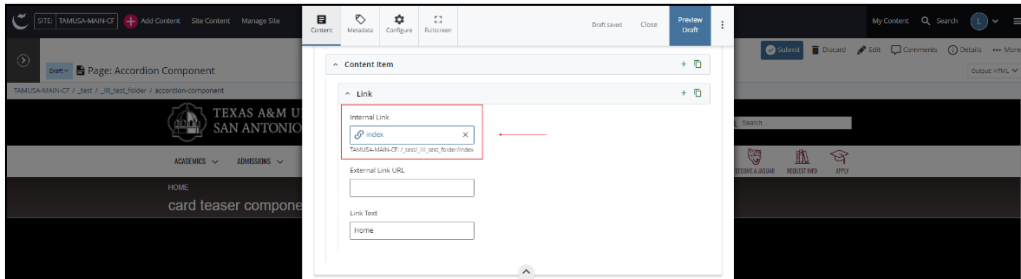 SITE: TAMUSA-MAIN-CF Add Content Site Content Manage Site
Content Metadata Configure Fullscreen
Draft saved Close Preview Draft
My Content Search L
Submit Discard Edit Comments Details More
Draft Page: Accordion Component
Output: HTML
TAMUSA-MAIN-CF / _test / _lll_test_folder / accordion-component
Content Item
Link
Internal Link
Index
TAMUSA-MAIN-CF: /_test/_lll_test_folder/index
External Link URL
Link Text
Home
TEXAS A&M U
SAN ANTONIO
Search...
ACADEMICS ADMISSIONS
BECOME A JAGUAR REQUEST INFO APPLY
HOME
card teaser compone